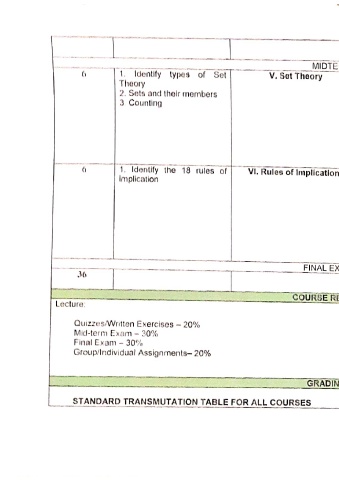 MIDTE
6
1. Identify types of Set
Theory
2. Sets and their members
3 Counting
V. Set Theory
6
1. Identify the 18 rules of
Implication
VI. Rules of Implication
FINAL EX
36
COURSE RE
Lecture:
Quizzes/Written Exercises – 20%
Mid-term Exam – 30%
Final Exam – 30%
Group/Individual Assignments– 20%
GRADIN
STANDARD TRANSMUTATION TABLE FOR ALL COURSES